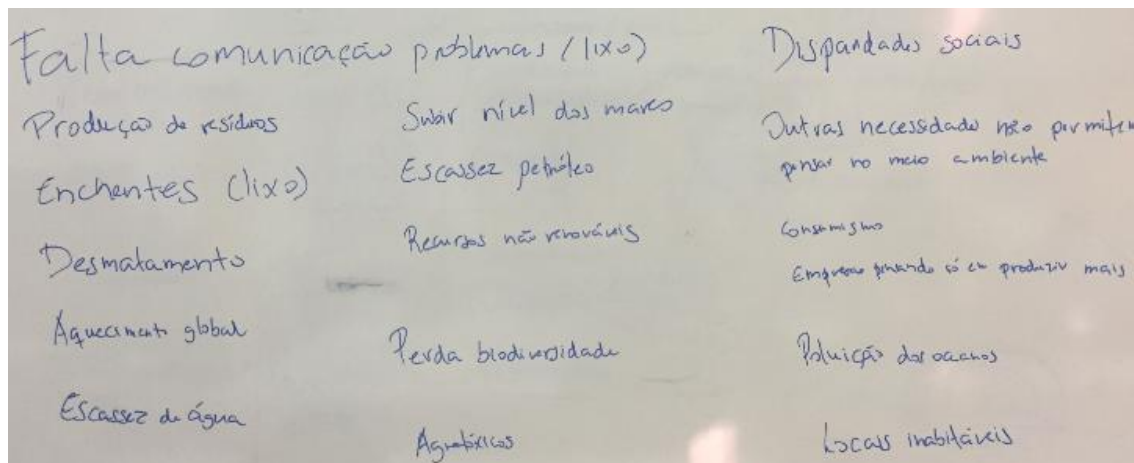 Falta comunicação problemas (lixo)
Produção de resíduos
Enchentes (lixo)
Desmatamento
Aquecimento global
Escassez de água
Subir nível dos mares
Escassez petróleo
Recursos não renováveis
Perda biodiversidade
Agrotóxicos
Disparidades sociais
Outras necessidade não permitem
pensar no meio ambiente
Consumismo
Empresas pensando só em produzir mais
Poluição dos oceanos
Locais inabitáveis